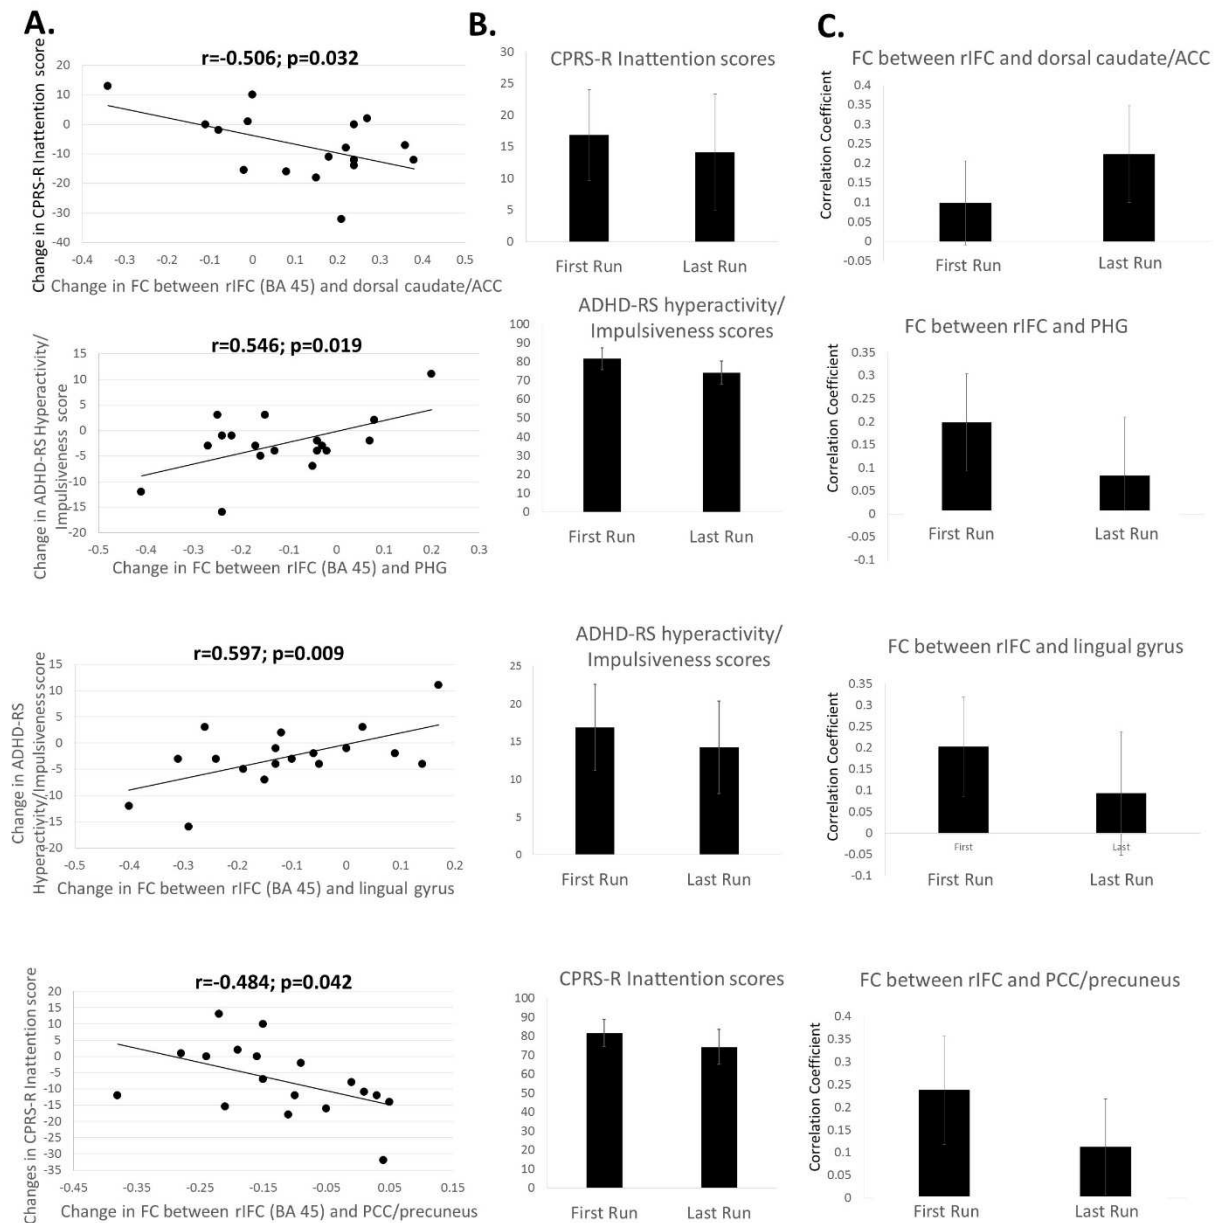 A.
r=-0.506; p=0.032
Change in CPRS-R Inattention score
20
10
0
-10
-20
-30
-40
-0.4 -0.3 -0.2 -0.1 0 0.1 0.2 0.3 0.4 0.5
Change in FC between rIFC (BA 45) and dorsal caudate/ACC
B.
CPRS-R Inattention scores
30
25
20
15
10
5
0
First Run Last Run
C.
FC between rIFC and dorsal caudate/ACC
Correlation Coefficient
0.4
0.35
0.3
0.25
0.2
0.15
0.1
0.05
0
-0.05
First Run Last Run
r=0.546; p=0.019
Change in ADHD-RS Hyperactivity/
Impulsiveness score
15
10
5
0
-5
-10
-15
-20
-0.5 -0.4 -0.3 -0.2 -0.1 0 0.1 0.2 0.3
Change in FC between rIFC (BA 45) and PHG
ADHD-RS hyperactivity/
Impulsiveness scores
100
90
80
70
60
50
40
30
20
10
0
First Run Last Run
FC between rIFC and PHG
Correlation Coefficient
0.35
0.3
0.25
0.2
0.15
0.1
0.05
0
-0.05
-0.1
First Run Last Run
r=0.597; p=0.009
Change in ADHD-RS
Hyperactivity/Impulsiveness score
15
10
5
0
-5
-10
-15
-20
-0.5 -0.4 -0.3 -0.2 -0.1 0 0.1 0.2
Change in FC between rIFC (BA 45) and lingual gyrus
ADHD-RS hyperactivity/
Impulsiveness scores
25
20
15
10
5
0
First Run Last Run
FC between rIFC and lingual gyrus
Correlation Coefficient
0.35
0.3
0.25
0.2
0.15
0.1
0.05
0
-0.05
-0.1
First Last
First Run Last Run
r=-0.484; p=0.042
Changes in CPRS-R Inattention score
20
15
10
5
0
-5
-10
-15
-20
-25
-30
-35
-0.45 -0.35 -0.25 -0.15 -0.05 0.05 0.15
Change in FC between rIFC (BA 45) and PCC/precuneus
CPRS-R Inattention scores
100
90
80
70
60
50
40
30
20
10
0
First Run Last Run
FC between rIFC and PCC/precuneus
Correlation Coefficient
0.4
0.35
0.3
0.25
0.2
0.15
0.1
0.05
0
First Run Last Run